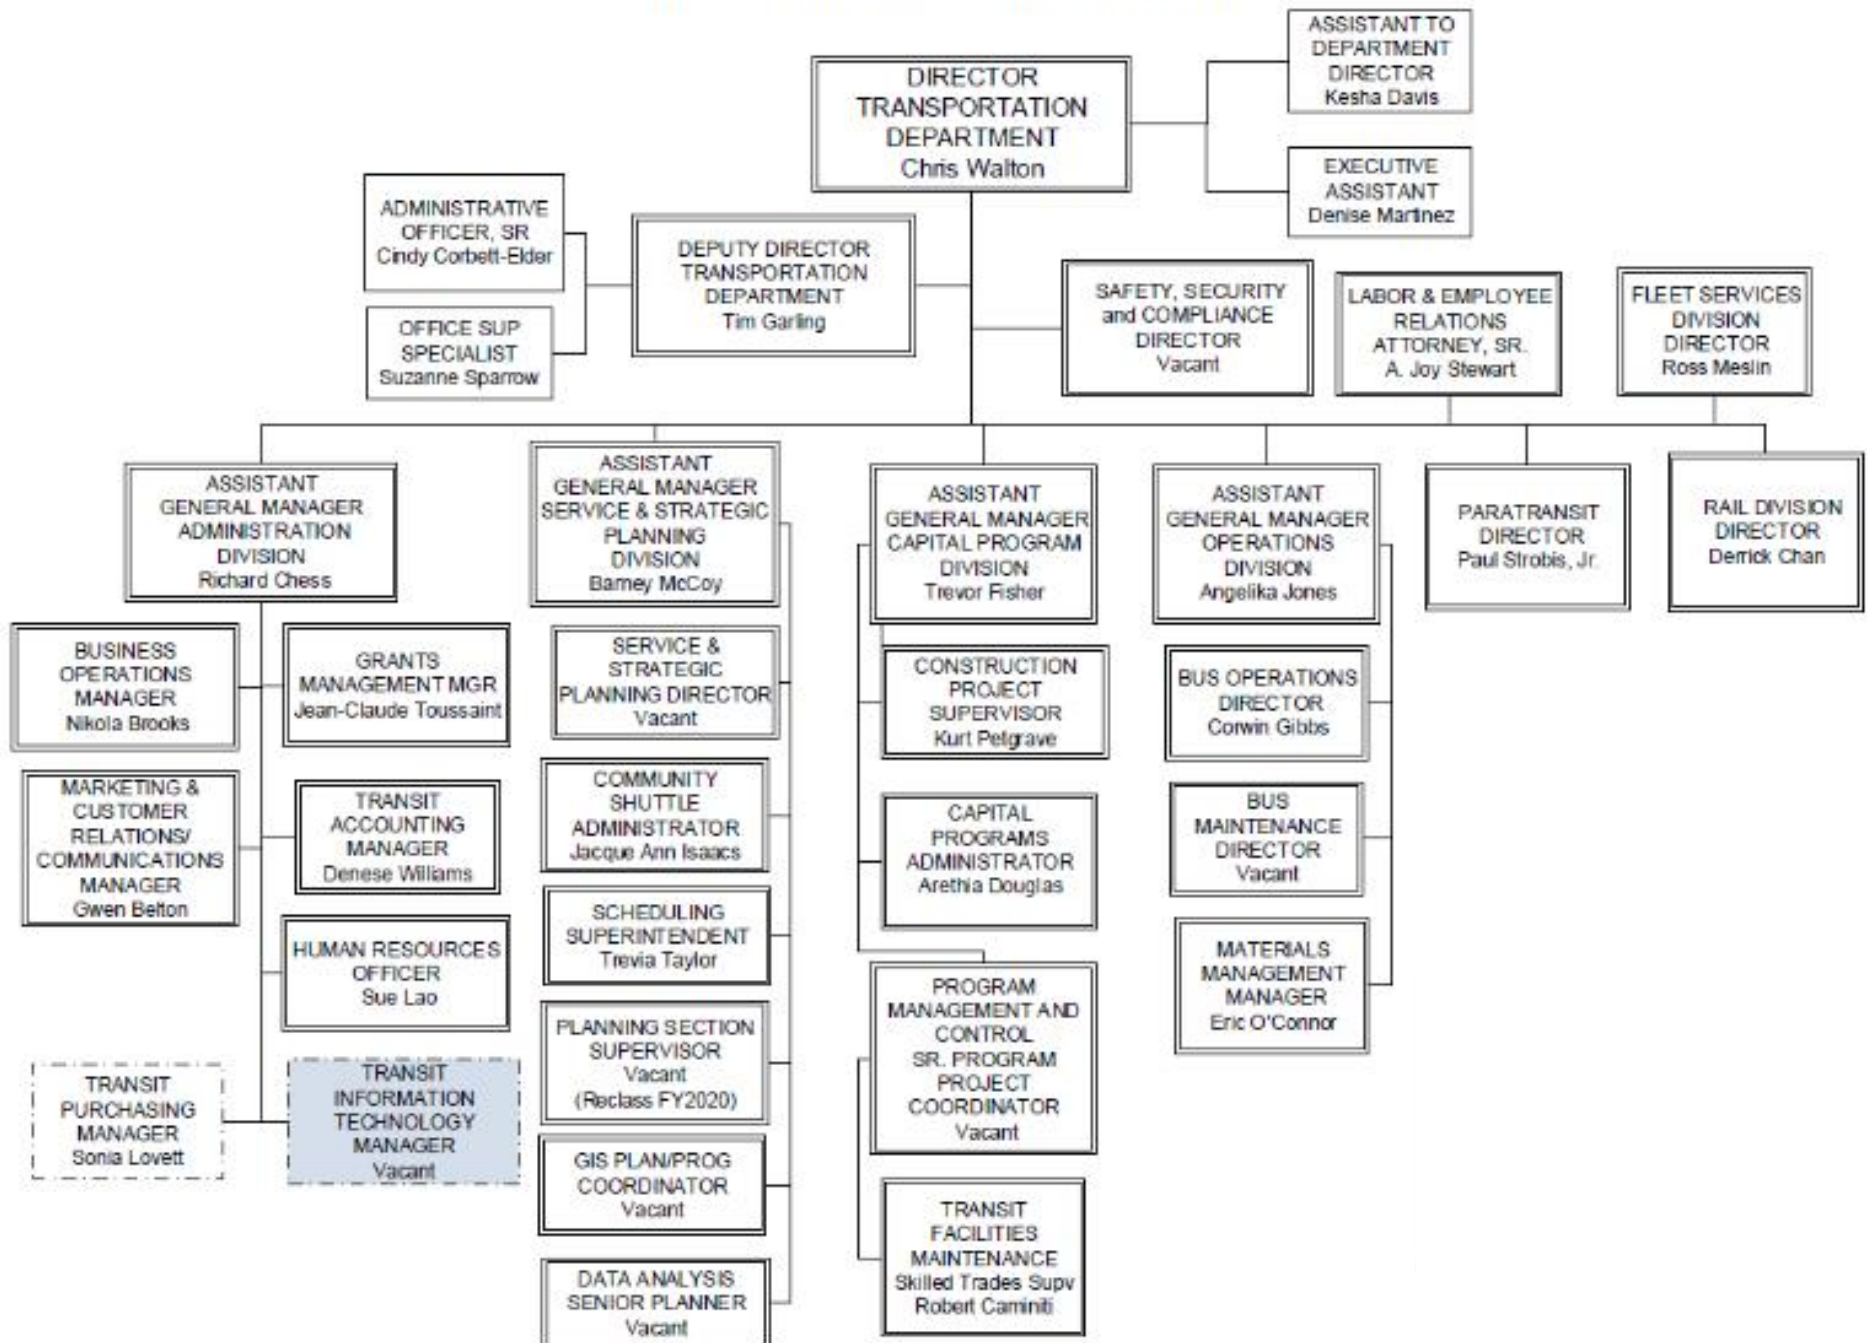 DIRECTOR
TRANSPORTATION
DEPARTMENT
Chris Walton
ASSISTANT TO
DEPARTMENT
DIRECTOR
Kesha Davis
EXECUTIVE
ASSISTANT
Denise Martinez
ADMINISTRATIVE
OFFICER, SR
Cindy Corbett-Elder
OFFICE SUP
SPECIALIST
Suzanne Sparrow
DEPUTY DIRECTOR
TRANSPORTATION
DEPARTMENT
Tim Garling
SAFETY, SECURITY
and COMPLIANCE
DIRECTOR
Vacant
LABOR & EMPLOYEE
RELATIONS
ATTORNEY, SR.
A. Joy Stewart
FLEET SERVICES
DIVISION
DIRECTOR
Ross Meslin
ASSISTANT
GENERAL MANAGER
ADMINISTRATION
DIVISION
Richard Chess
BUSINESS
OPERATIONS
MANAGER
Nikola Brooks
GRANTS
MANAGEMENT MGR
Jean-Claude Toussaint
MARKETING &
CUSTOMER
RELATIONS/
COMMUNICATIONS
MANAGER
Gwen Belton
TRANSIT
ACCOUNTING
MANAGER
Denese Williams
HUMAN RESOURCES
OFFICER
Sue Lao
TRANSIT
PURCHASING
MANAGER
Sonia Lovett
TRANSIT
INFORMATION
TECHNOLOGY
MANAGER
Vacant
ASSISTANT
GENERAL MANAGER
SERVICE & STRATEGIC
PLANNING
DIVISION
Barney McCoy
SERVICE &
STRATEGIC
PLANNING DIRECTOR
Vacant
COMMUNITY
SHUTTLE
ADMINISTRATOR
Jacque Ann Isaacs
SCHEDULING
SUPERINTENDENT
Trevia Taylor
PLANNING SECTION
SUPERVISOR
Vacant
(Reclass FY2020)
GIS PLAN/PROG
COORDINATOR
Vacant
DATA ANALYSIS
SENIOR PLANNER
Vacant
ASSISTANT
GENERAL MANAGER
CAPITAL PROGRAM
DIVISION
Trevor Fisher
CONSTRUCTION
PROJECT
SUPERVISOR
Kurt Petgrave
CAPITAL
PROGRAMS
ADMINISTRATOR
Arethia Douglas
PROGRAM
MANAGEMENT AND
CONTROL
SR. PROGRAM
PROJECT
COORDINATOR
Vacant
TRANSIT
FACILITIES
MAINTENANCE
Skilled Trades Supv
Robert Caminiti
ASSISTANT
GENERAL MANAGER
OPERATIONS
DIVISION
Angelika Jones
BUS OPERATIONS
DIRECTOR
Corwin Gibbs
BUS
MAINTENANCE
DIRECTOR
Vacant
MATERIALS
MANAGEMENT
MANAGER
Eric O'Connor
PARATRANSIT
DIRECTOR
Paul Strobis, Jr.
RAIL DIVISION
DIRECTOR
Derrick Chan